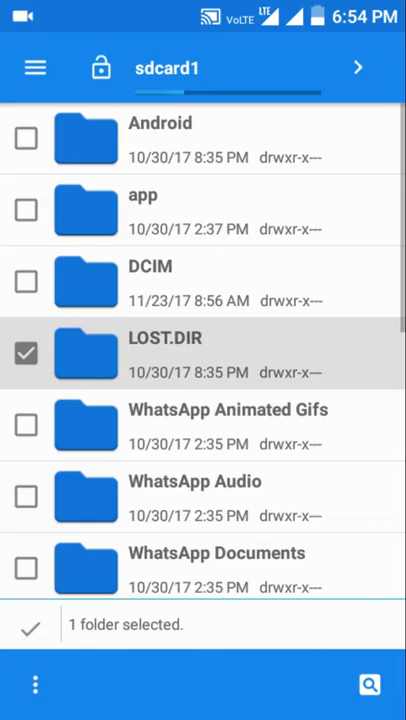 VoLTE LTE 6:54 PM
sdcard1
Android
10/30/17 8:35 PM drwxr-x---
app
10/30/17 2:37 PM drwxr-x---
DCIM
11/23/17 8:56 AM drwxr-x---
LOST.DIR
10/30/17 8:35 PM drwxr-x---
WhatsApp Animated Gifs
10/30/17 2:35 PM drwxr-x---
WhatsApp Audio
10/30/17 2:35 PM drwxr-x---
WhatsApp Documents
10/30/17 2:35 PM drwxr-x---
1 folder selected.